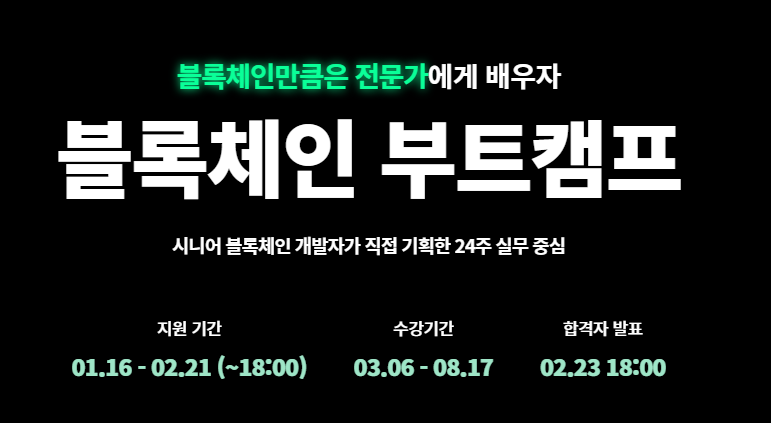 블록체인만큼은 전문가에게 배우자
블록체인 부트캠프
시니어 블톡체인 개발자가 직접 기획한 24주 실무 중심
지원 기간
수강기간
합격자 발표
01.16 - 02.21 (~18:00)
03.06 - 08.17
02.23 18:00